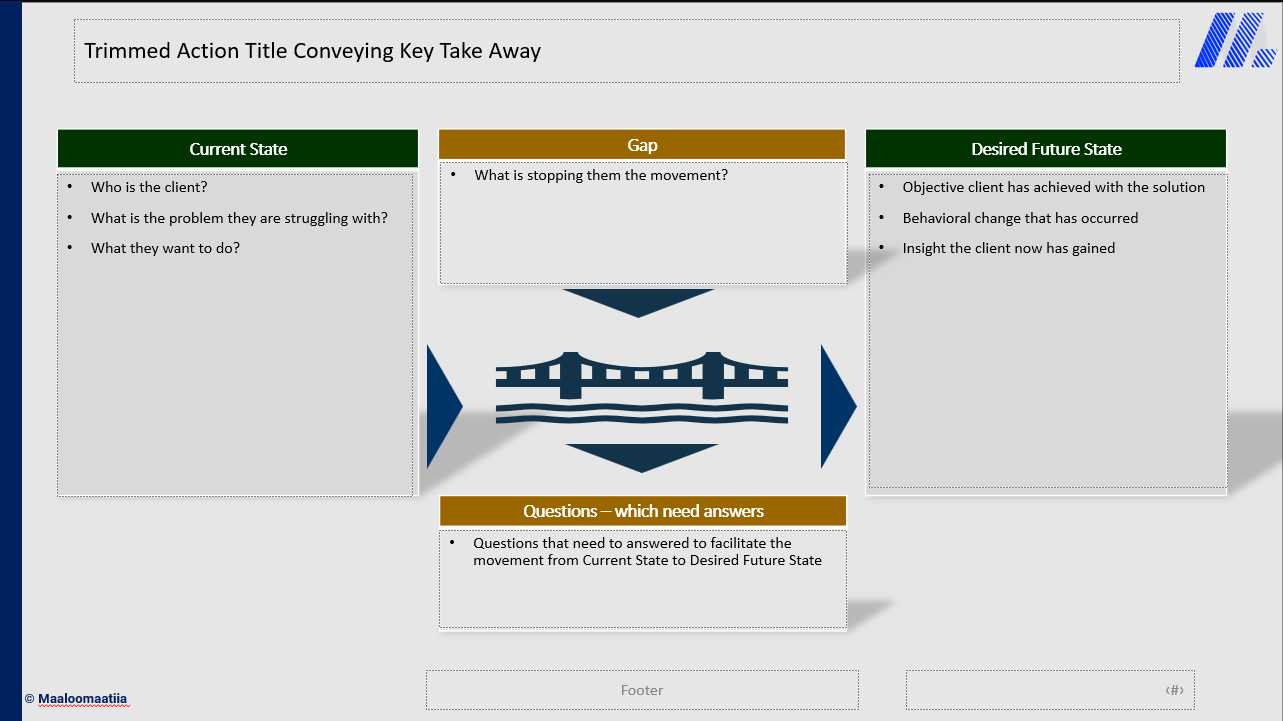 Trimmed Action Title Conveying Key Take Away
Current State
• Who is the client?
• What is the problem they are struggling with?
• What they want to do?
Gap
• What is stopping them the movement?
Desired Future State
• Objective client has achieved with the solution
• Behavioral change that has occurred
• Insight the client now has gained
Questions – which need answers
• Questions that need to answered to facilitate the
movement from Current State to Desired Future State
© Maaloomaatiia
Footer
‹#›